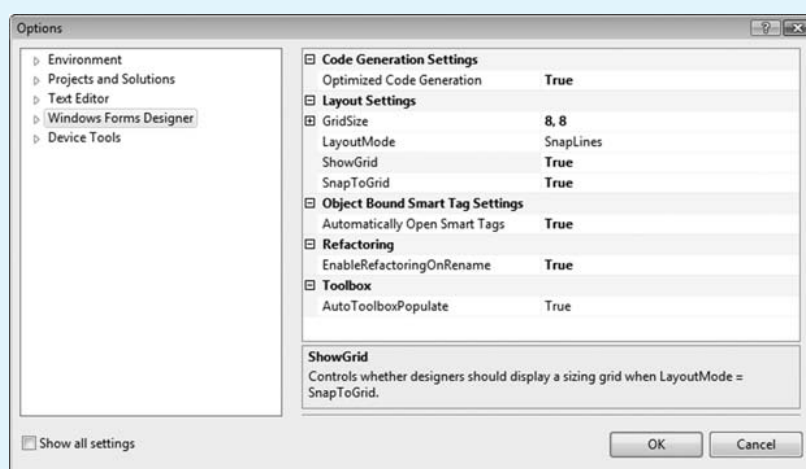 Options
Environment
Projects and Solutions
Text Editor
Windows Forms Designer
Device Tools
Code Generation Settings
Optimized Code Generation True
Layout Settings
GridSize 8, 8
LayoutMode SnapLines
ShowGrid True
SnapToGrid True
Object Bound Smart Tag Settings
Automatically Open Smart Tags True
Refactoring
EnableRefactoringOnRename True
Toolbox
AutoToolboxPopulate True
ShowGrid
Controls whether designers should display a sizing grid when LayoutMode =
SnapToGrid.
Show all settings
OK
Cancel